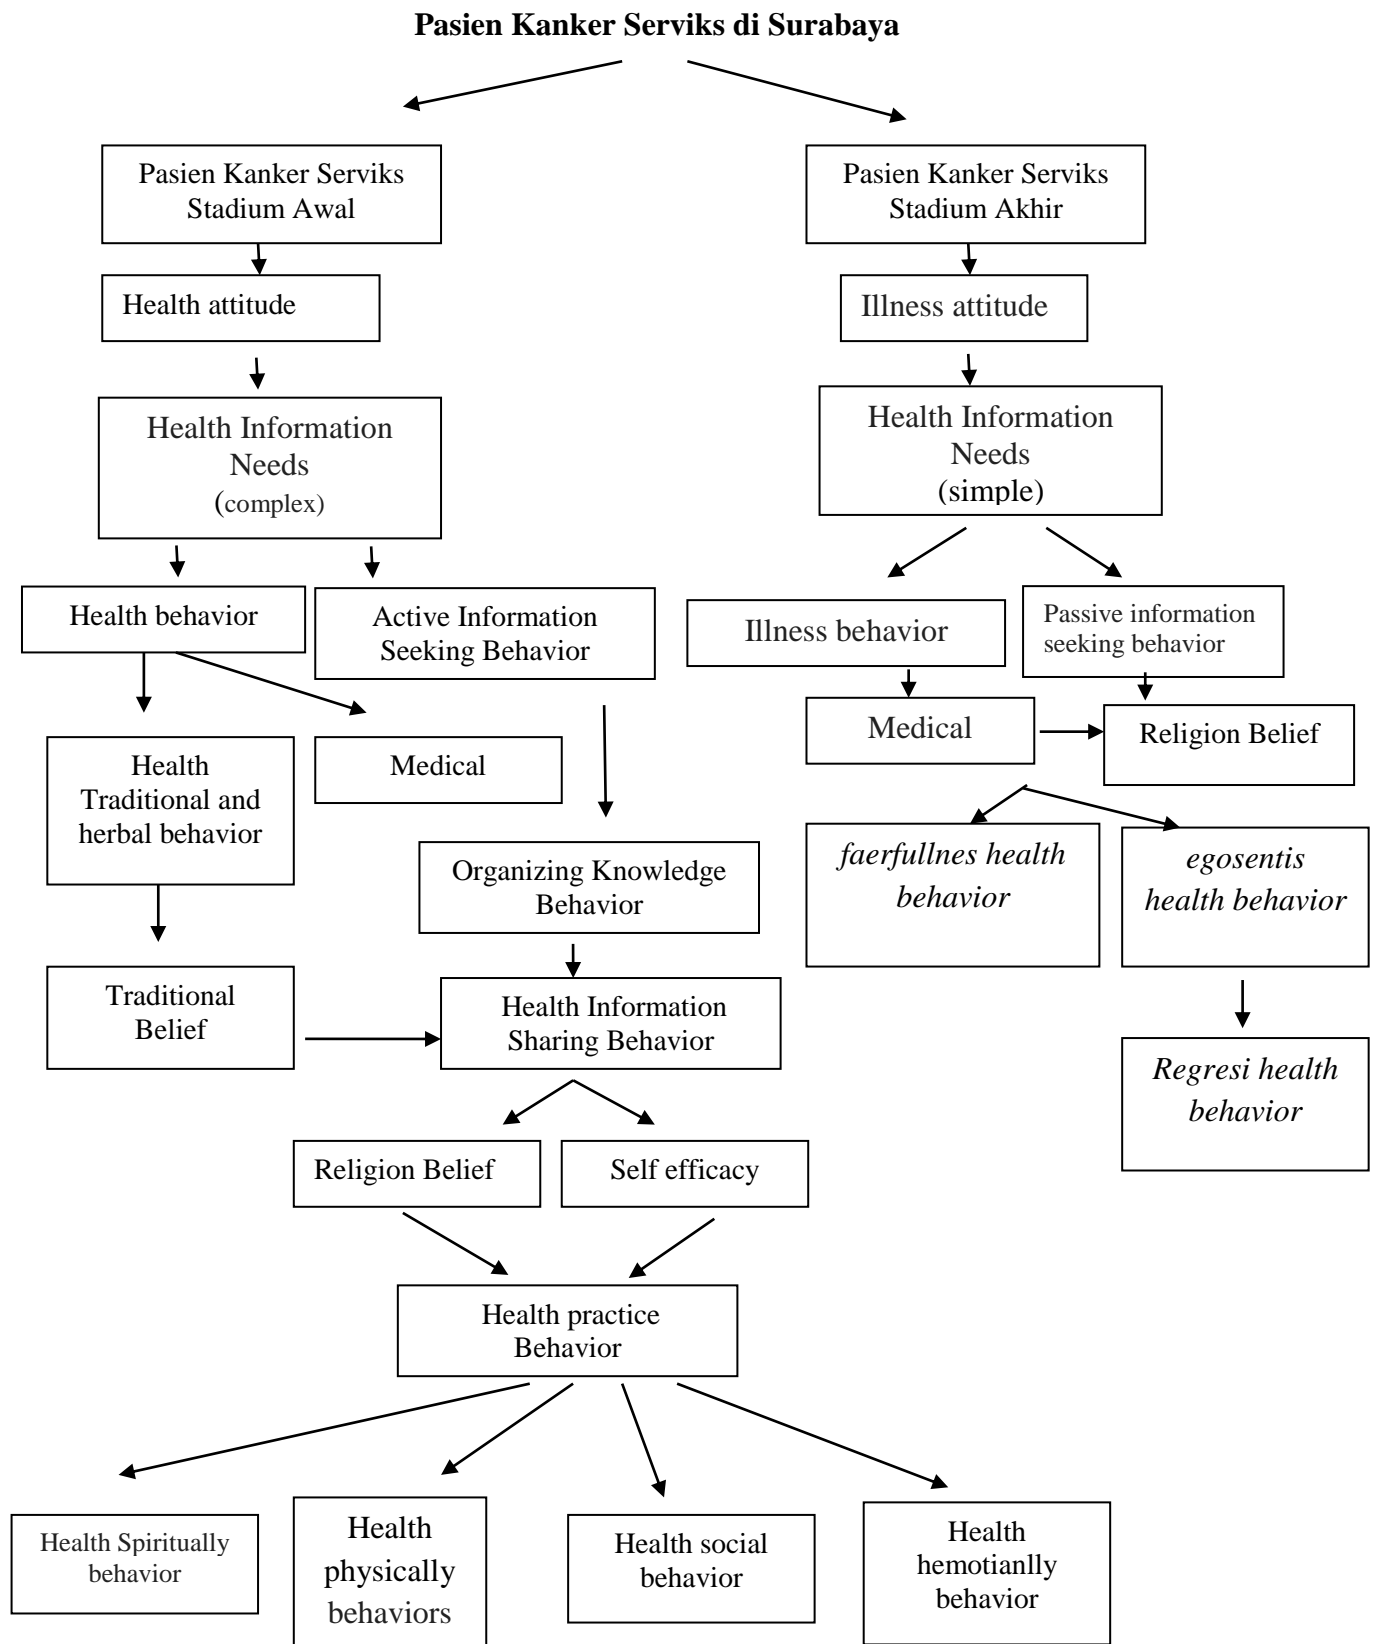 Pasien Kanker Serviks di Surabaya
Pasien Kanker Serviks
Stadium Awal
Pasien Kanker Serviks
Stadium Akhir
Health attitude
Illness attitude
Health Information
Needs
(complex)
Health Information
Needs
(simple)
Health behavior
Active Information
Seeking Behavior
Illness behavior
Passive information
seeking behavior
Health
Traditional and
herbal behavior
Medical
Medical
Religion Belief
Organizing Knowledge
Behavior
faerfullnes health
behavior
egosentis
health behavior
Traditional
Belief
Health Information
Sharing Behavior
Regresi health
behavior
Religion Belief
Self efficacy
Health practice
Behavior
Health Spiritually
behavior
Health
physically
behaviors
Health social
behavior
Health
hemotianlly
behavior